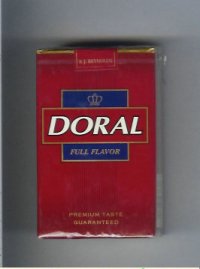 R.J. REYNOLDS
DORAL
FULL FLAVOR
PREMIUM TASTE
GUARANTEED